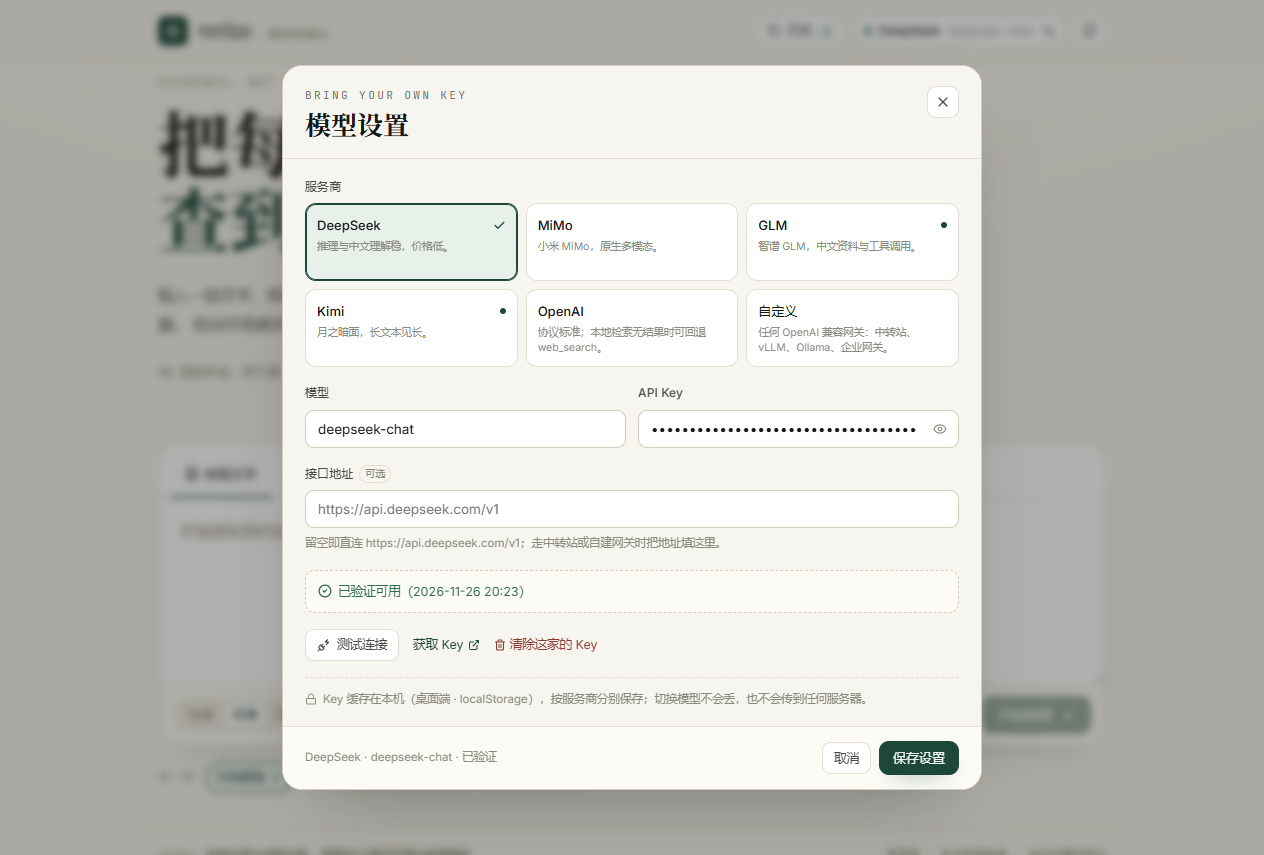 把每
查到
BRING YOUR OWN KEY
模型设置
服务商
DeepSeek
推理与中文理解稳，价格低。
MiMo
小米 MiMo，原生多模态。
GLM
智谱 GLM，中文资料与工具调用。
Kimi
月之暗面，长文本见长。
OpenAI
协议标准；本地检索无结果时可回退
web_search。
自定义
任何 OpenAI 兼容网关：中转站、
vLLM、Ollama、企业网关。
模型
API Key
deepseek-chat
••••••••••••••••••••••••••••••••••••
接口地址 可选
https://api.deepseek.com/v1
留空即直连 https://api.deepseek.com/v1；走中转站或自建网关时把地址填这里。
已验证可用（2026-11-26 20:23）
测试连接 获取 Key 清除这家的 Key
Key 缓存在本机（桌面端 · localStorage），按服务商分别保存；切换模型不会丢，也不会传到任何服务器。
DeepSeek · deepseek-chat · 已验证
取消
保存设置